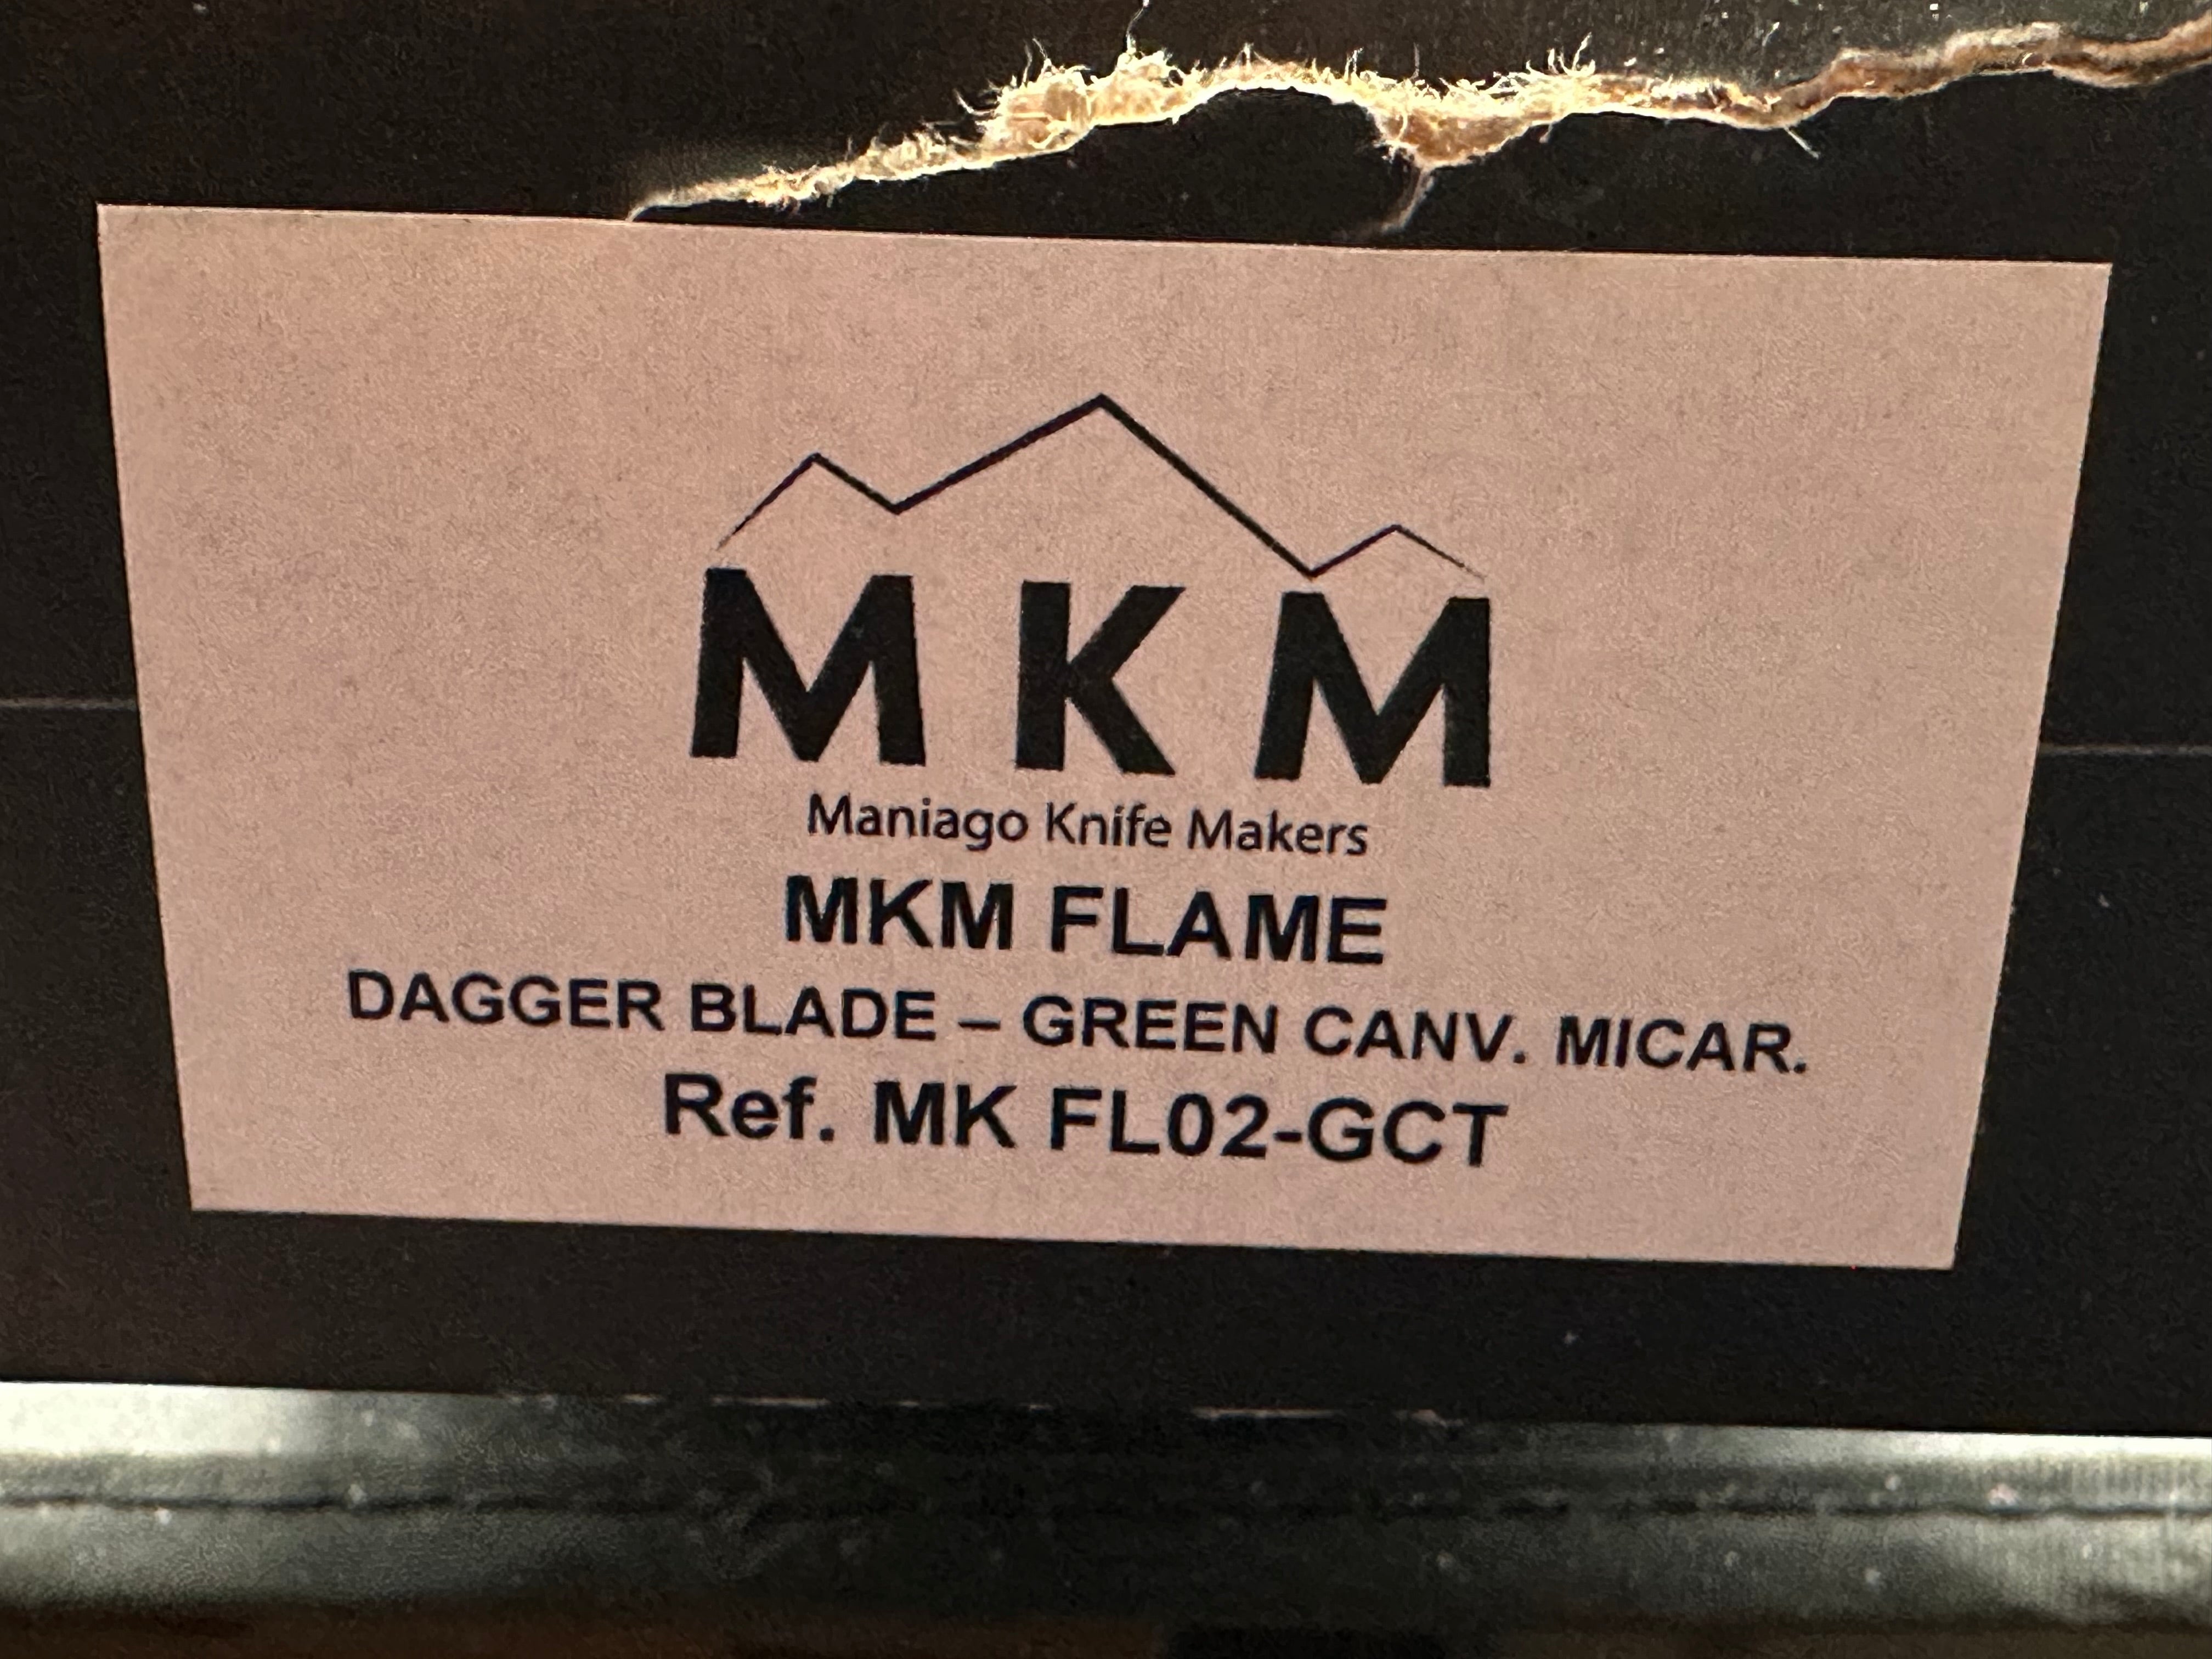 MKM
Maniago Knife Makers
MKM FLAME
DAGGER BLADE – GREEN CANV. MICAR.
Ref. MK FL02-GCT